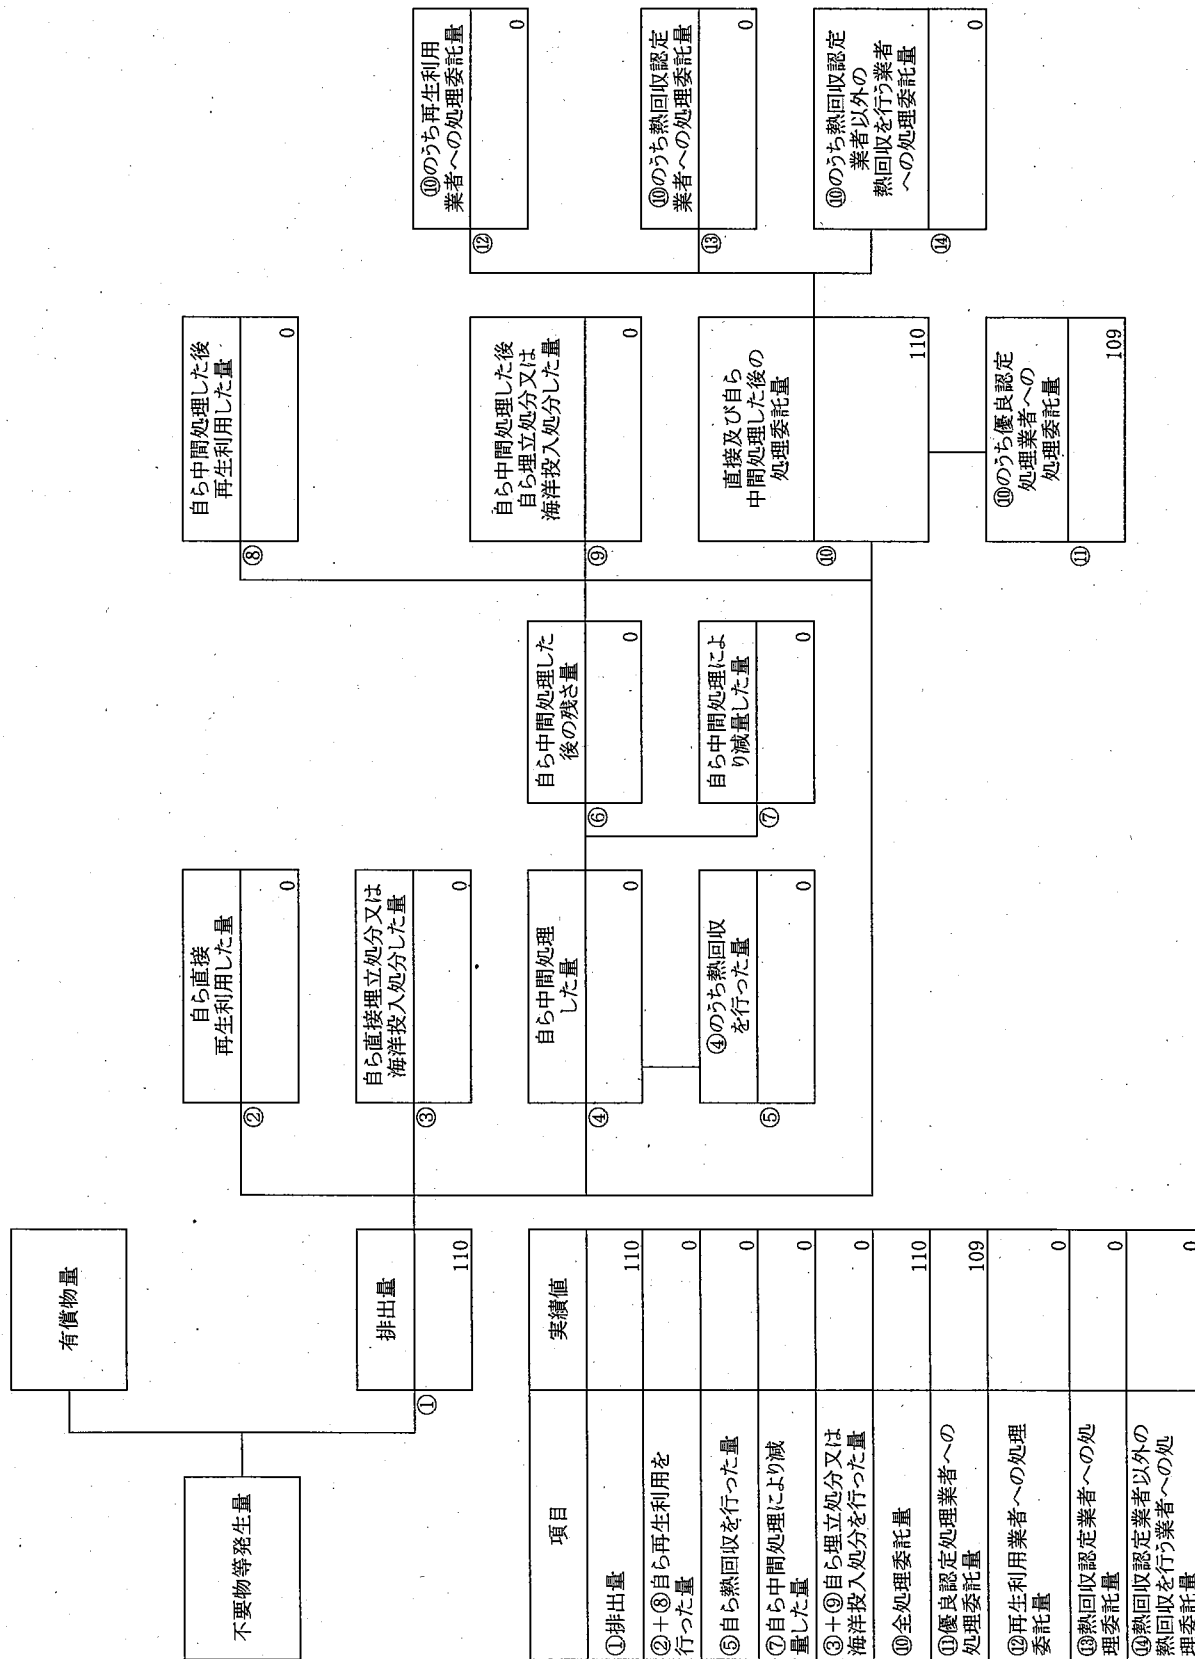 不要物等発生量
有償物量
排出量
①
110
自ら直接
再生利用した量
②
0
自ら直接埋立処分又は
海洋投入処分した量
③
0
自ら中間処理
した量
④
0
④のうち熱回収
を行った量
⑤
0
自ら中間処理した
後の残さ量
⑥
0
自ら中間処理によ
り減量した量
⑦
0
自ら中間処理した後
再生利用した量
⑧
0
自ら中間処理した後
自ら埋立処分又は
海洋投入処分した量
⑨
0
直接及び自ら
中間処理した後の
処理委託量
⑩
110
⑩のうち優良認定
処理業者への
処理委託量
⑪
109
⑩のうち再生利用
業者への処理委託量
⑫
0
⑩のうち熱回収認定
業者への処理委託量
⑬
0
⑩のうち熱回収認定
業者以外の
熱回収を行う業者
への処理委託量
⑭
0
項目
実績値
①排出量
110
②+⑧自ら再生利用を
行った量
0
⑤自ら熱回収を行った量
0
⑦自ら中間処理により減
量した量
0
③+⑨自ら埋立処分又は
海洋投入処分を行った量
0
⑩全処理委託量
110
⑪優良認定処理業者への
処理委託量
109
⑫再生利用業者への処理
委託量
0
⑬熱回収認定業者への処
理委託量
0
⑭熱回収認定業者以外の
熱回収を行う業者への処
理委託量
0